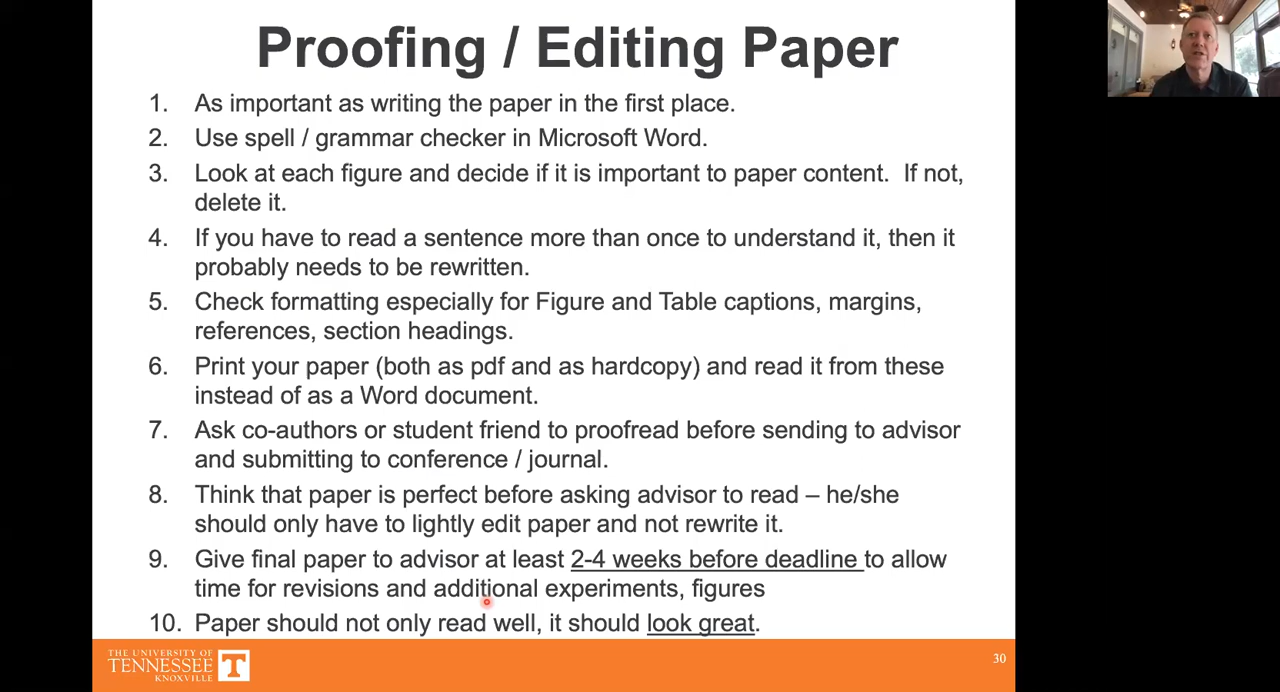 Proofing / Editing Paper
1. As important as writing the paper in the first place.
2. Use spell / grammar checker in Microsoft Word.
3. Look at each figure and decide if it is important to paper content.  If not,
delete it.
4. If you have to read a sentence more than once to understand it, then it
probably needs to be rewritten.
5. Check formatting especially for Figure and Table captions, margins,
references, section headings.
6. Print your paper (both as pdf and as hardcopy) and read it from these
instead of as a Word document.
7. Ask co-authors or student friend to proofread before sending to advisor
and submitting to conference / journal.
8. Think that paper is perfect before asking advisor to read – he/she
should only have to lightly edit paper and not rewrite it.
9. Give final paper to advisor at least 2-4 weeks before deadline to allow
time for revisions and additional experiments, figures
10. Paper should not only read well, it should look great.
THE UNIVERSITY OF
TENNESSEE
KNOXVILLE
T
30